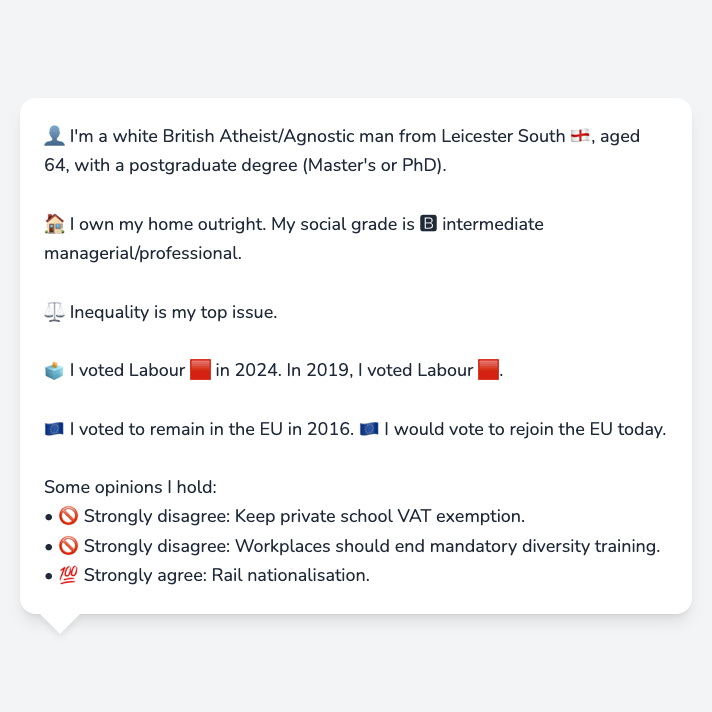 👤 I'm a white British Atheist/Agnostic man from Leicester South 🏴󠁧󠁢󠁥󠁮󠁧󠁿, aged
64, with a postgraduate degree (Master's or PhD).
🏠 I own my home outright. My social grade is 🅱 intermediate
managerial/professional.
⚖️ Inequality is my top issue.
🗳️ I voted Labour 🟥 in 2024. In 2019, I voted Labour 🟥.
🇪🇺 I voted to remain in the EU in 2016. 🇪🇺 I would vote to rejoin the EU today.
Some opinions I hold:
• 🚫 Strongly disagree: Keep private school VAT exemption.
• 🚫 Strongly disagree: Workplaces should end mandatory diversity training.
• 💯 Strongly agree: Rail nationalisation.